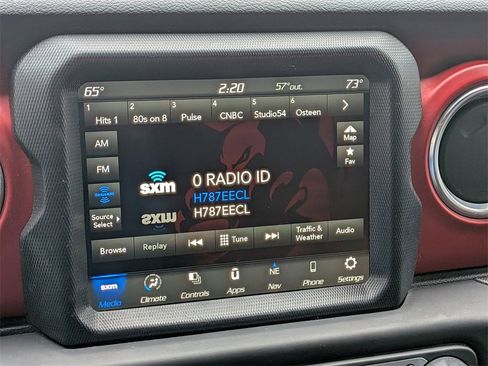 65° 2:20 57°out. 73°
1 2 3 4 5 6
Hits 1 80s on 8 Pulse CNBC Studio54 Osteen
AM
Map
FM
Fav
SiriusXM
sxm
0 RADIO ID
H787EECL
H787EECL
Source
Select
Browse Replay Tune Traffic &
Weather Audio
sxm NE
Media Climate Controls Apps Nav Phone Settings